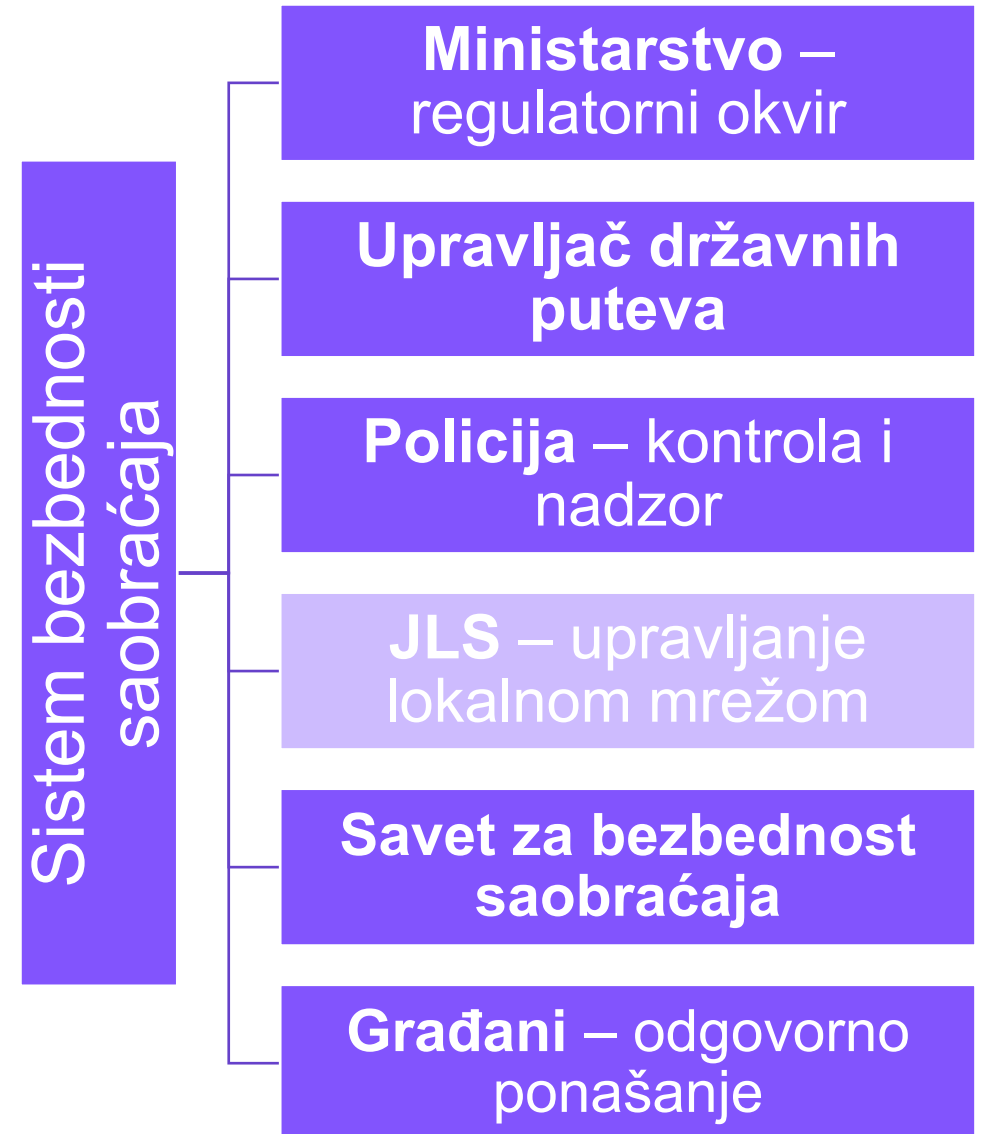 Sistem bezbednosti
saobraćaja
Ministarstvo –
regulatorni okvir
Upravljač državnih
puteva
Policija – kontrola i
nadzor
JLS – upravljanje
lokalnom mrežom
Savet za bezbednost
saobraćaja
Građani – odgovorno
ponašanje